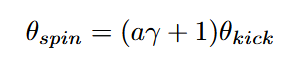 θ_spin = (aγ + 1)θ_kick